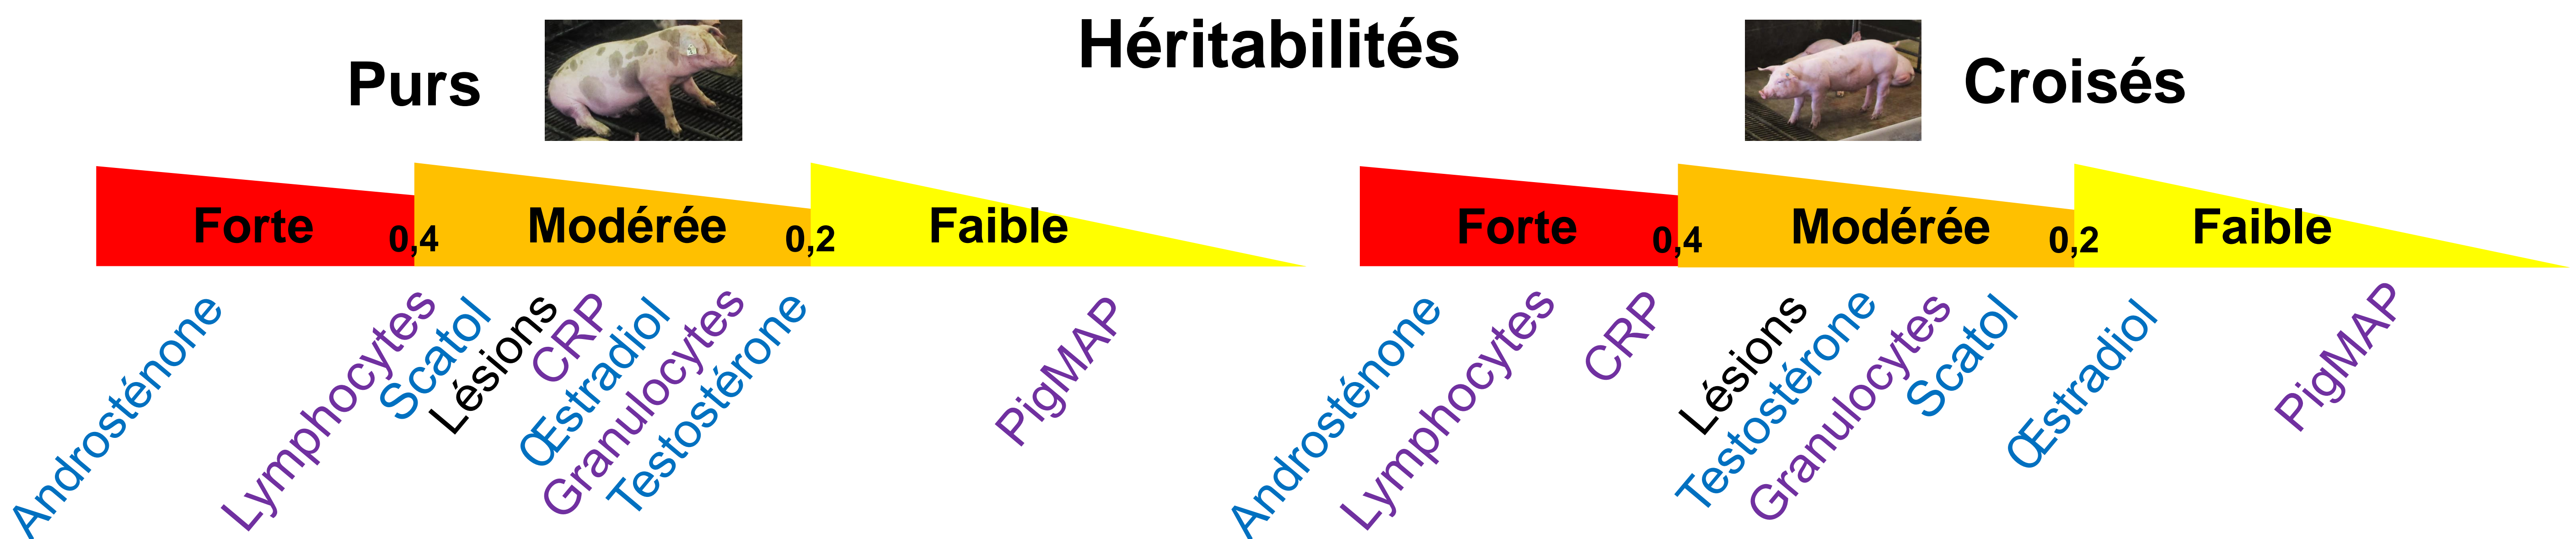 Héritabilités
Purs
Croisés
Forte
0,4
Modérée
0,2
Faible
Forte
0,4
Modérée
0,2
Faible
Androsténone
Lymphocytes
Scatol
Lésions
CRP
Œstradiol
Granulocytes
Testostérone
PigMAP
Androsténone
Lymphocytes
CRP
Lésions
Testostérone
Granulocytes
Scatol
Œstradiol
PigMAP